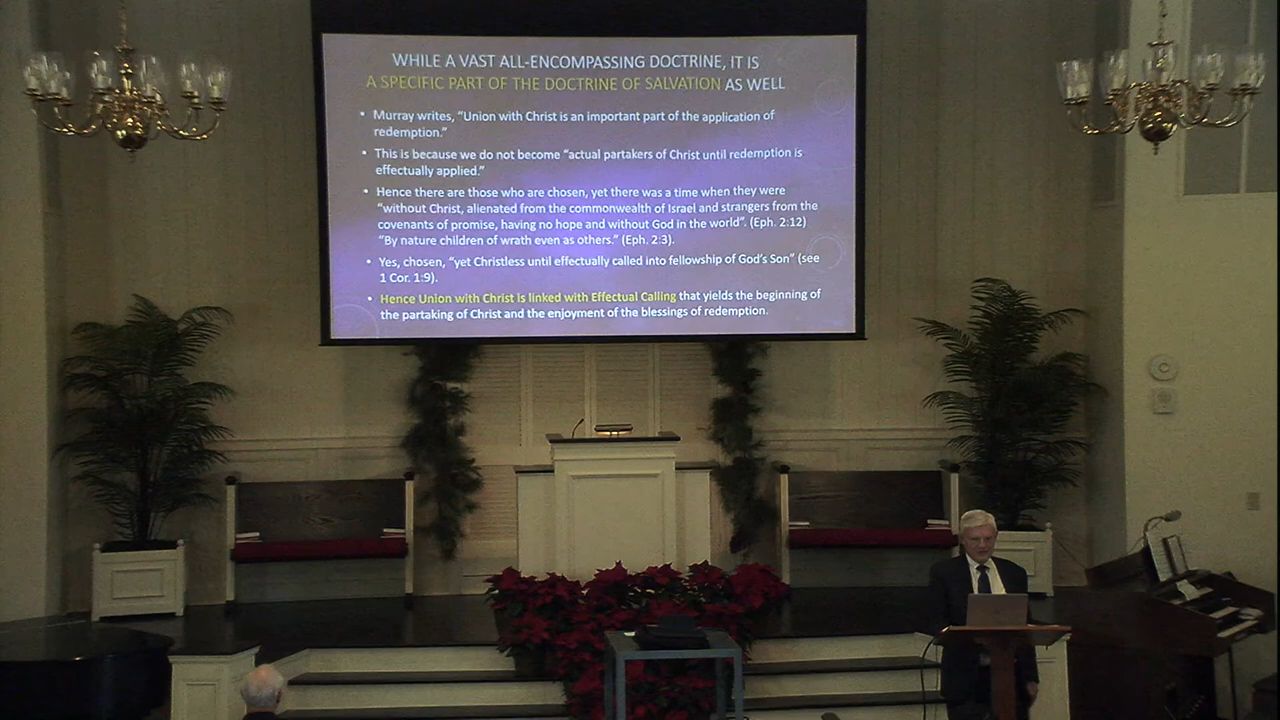 WHILE A VAST ALL-ENCOMPASSING DOCTRINE, IT IS
A SPECIFIC PART OF THE DOCTRINE OF SALVATION AS WELL
• Murray writes, “Union with Christ is an important part of the application of
redemption.”
• This is because we do not become “actual partakers of Christ until redemption is
effectually applied.”
• Hence there are those who are chosen, yet there was a time when they were
“without Christ, alienated from the commonwealth of Israel and strangers from the
covenants of promise, having no hope and without God in the world”. (Eph. 2:12)
“By nature children of wrath even as others.” (Eph. 2:3).
• Yes, chosen, “yet Christless until effectually called into fellowship of God’s Son” (see
1 Cor. 1:9).
• Hence Union with Christ is linked with Effectual Calling that yields the beginning of
the partaking of Christ and the enjoyment of the blessings of redemption.